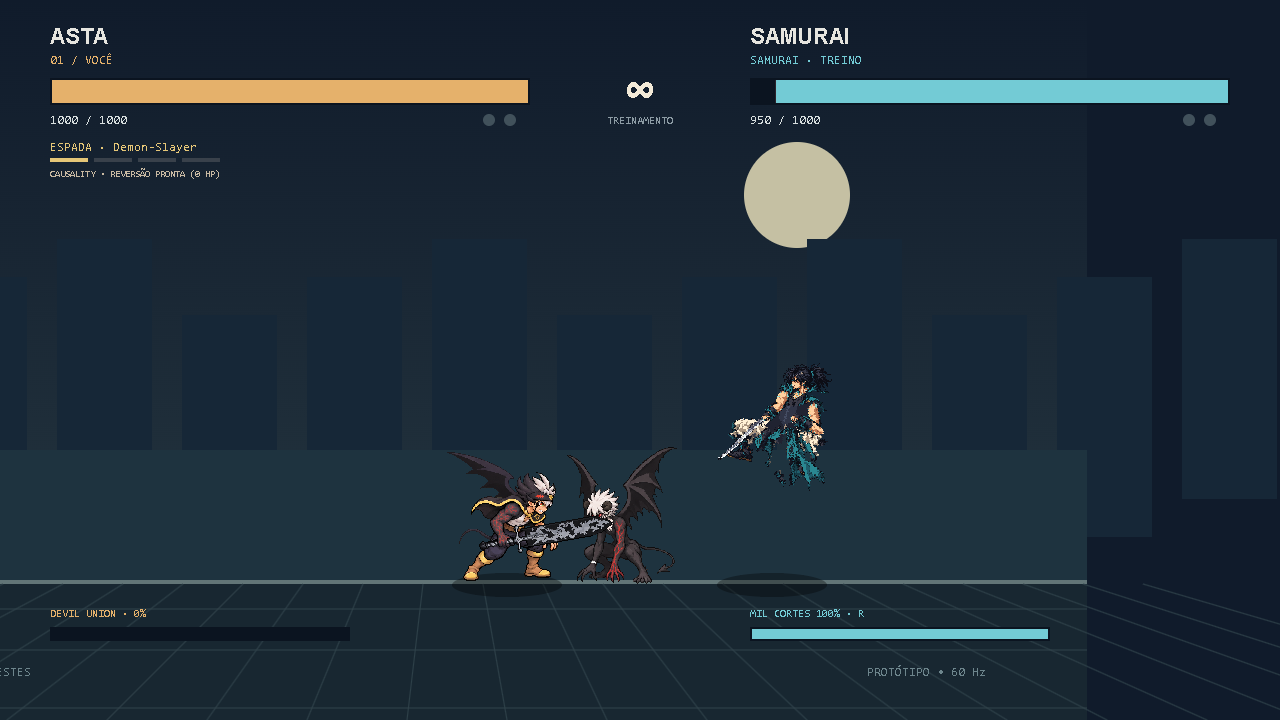 ASTA
01 / VOCÊ
1000 / 1000
ESPADA · Demon-Slayer
CAUSALITY · REVERSÃO PRONTA (0 HP)
∞
TREINAMENTO
SAMURAI
SAMURAI · TREINO
950 / 1000
DEVIL UNION · 0%
MIL CORTES 100% · R
ESTES
PROTÓTIPO • 60 Hz